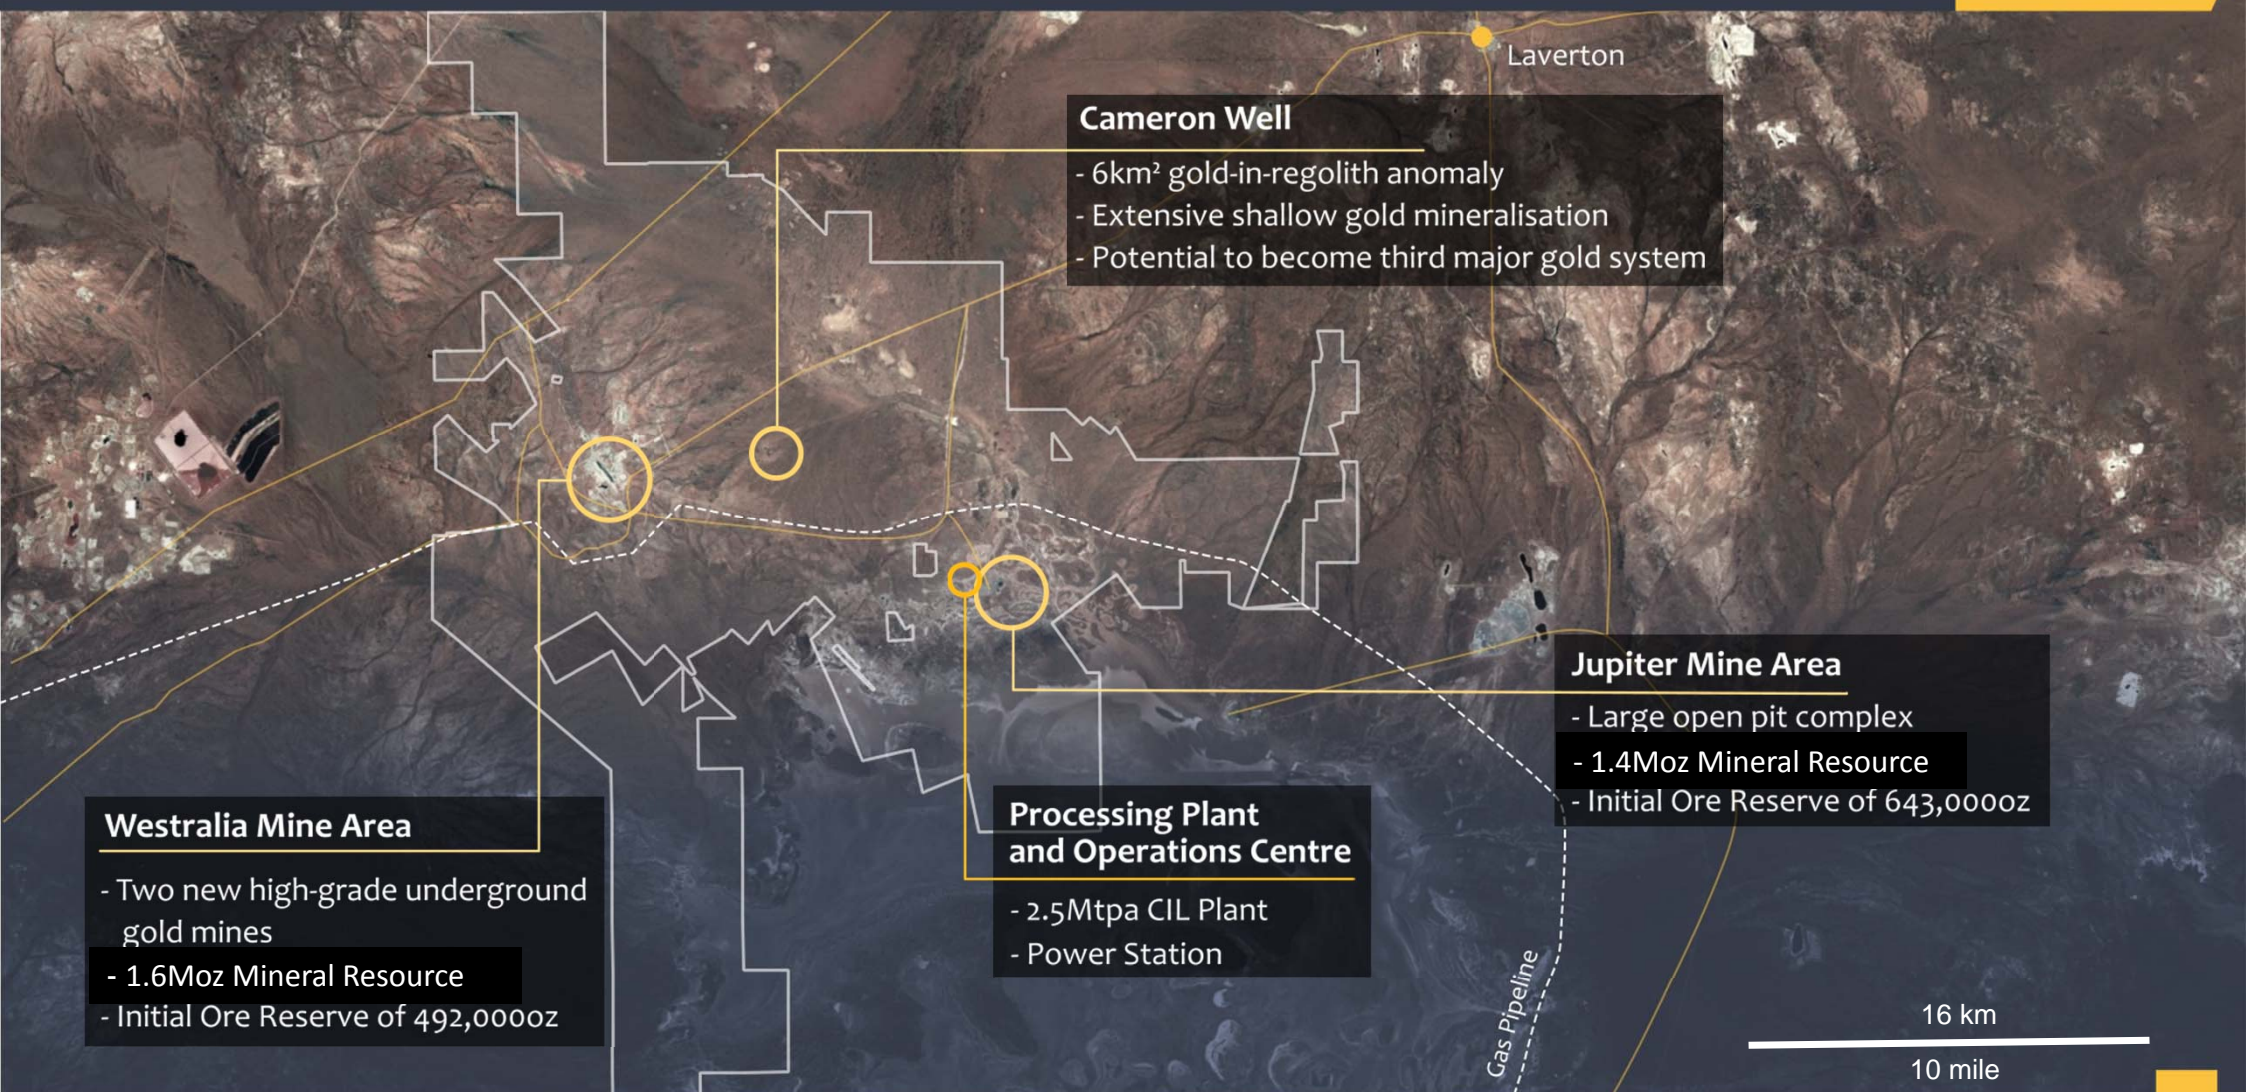 Laverton
Cameron Well
- 6km² gold-in-regolith anomaly
- Extensive shallow gold mineralisation
- Potential to become third major gold system
Jupiter Mine Area
- Large open pit complex
- 1.4Moz Mineral Resource
- Initial Ore Reserve of 643,000oz
Processing Plant
and Operations Centre
- 2.5Mtpa CIL Plant
- Power Station
Westralia Mine Area
- Two new high-grade underground
gold mines
- 1.6Moz Mineral Resource
- Initial Ore Reserve of 492,000oz
Gas Pipeline
16 km
10 mile